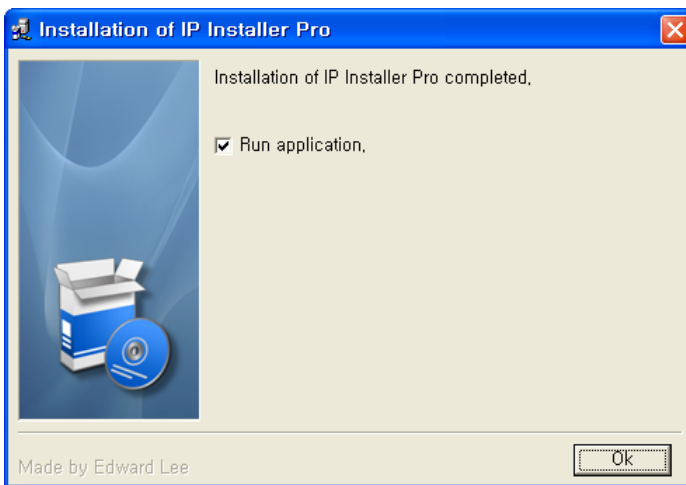 Installation of IP Installer Pro
Installation of IP Installer Pro completed,
Run application,
Made by Edward Lee
Ok